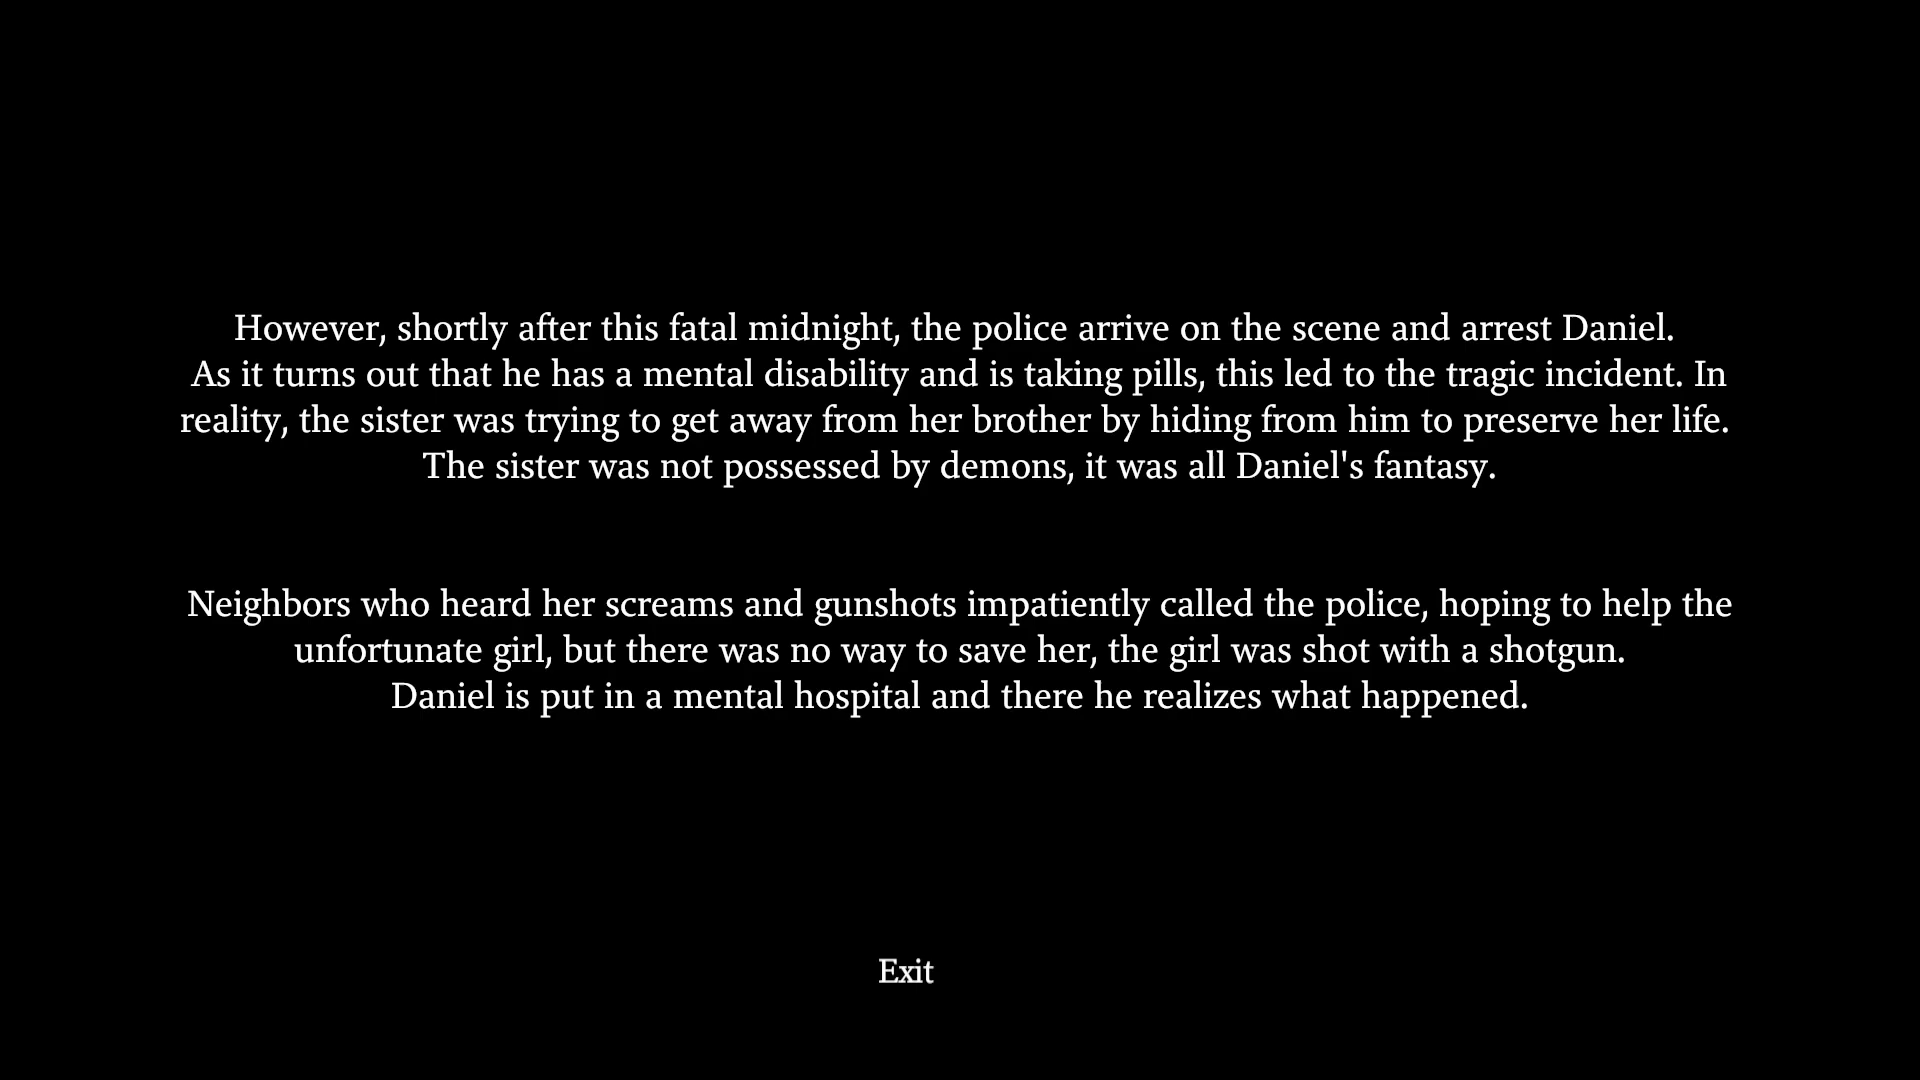 However, shortly after this fatal midnight, the police arrive on the scene and arrest Daniel.
As it turns out that he has a mental disability and is taking pills, this led to the tragic incident. In
reality, the sister was trying to get away from her brother by hiding from him to preserve her life.
The sister was not possessed by demons, it was all Daniel's fantasy.
Neighbors who heard her screams and gunshots impatiently called the police, hoping to help the
unfortunate girl, but there was no way to save her, the girl was shot with a shotgun.
Daniel is put in a mental hospital and there he realizes what happened.
Exit